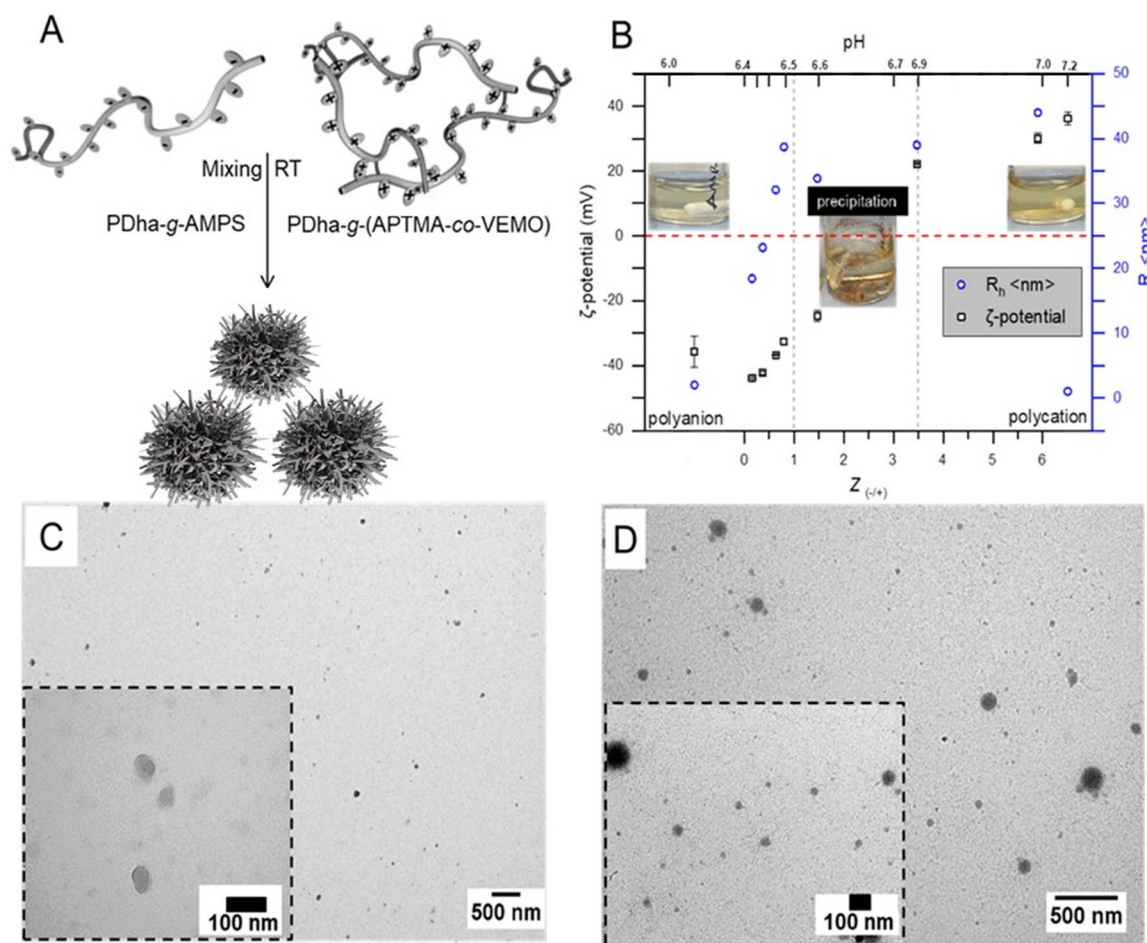 A
Mixing RT
PDha-g-AMPS
PDha-g-(APTMA-co-VEMO)
B
pH
6.0 6.4 6.5 6.6 6.7 6.9 7.0 7.2
ζ-potential (mV)
40
20
0
-20
-40
-60
50
40
30
20
10
0
precipitation
Rh <nm>
ζ-potential
polyanion
polycation
0 1 2 3 4 5 6
Z (-/+)
C
100 nm
500 nm
D
100 nm
500 nm